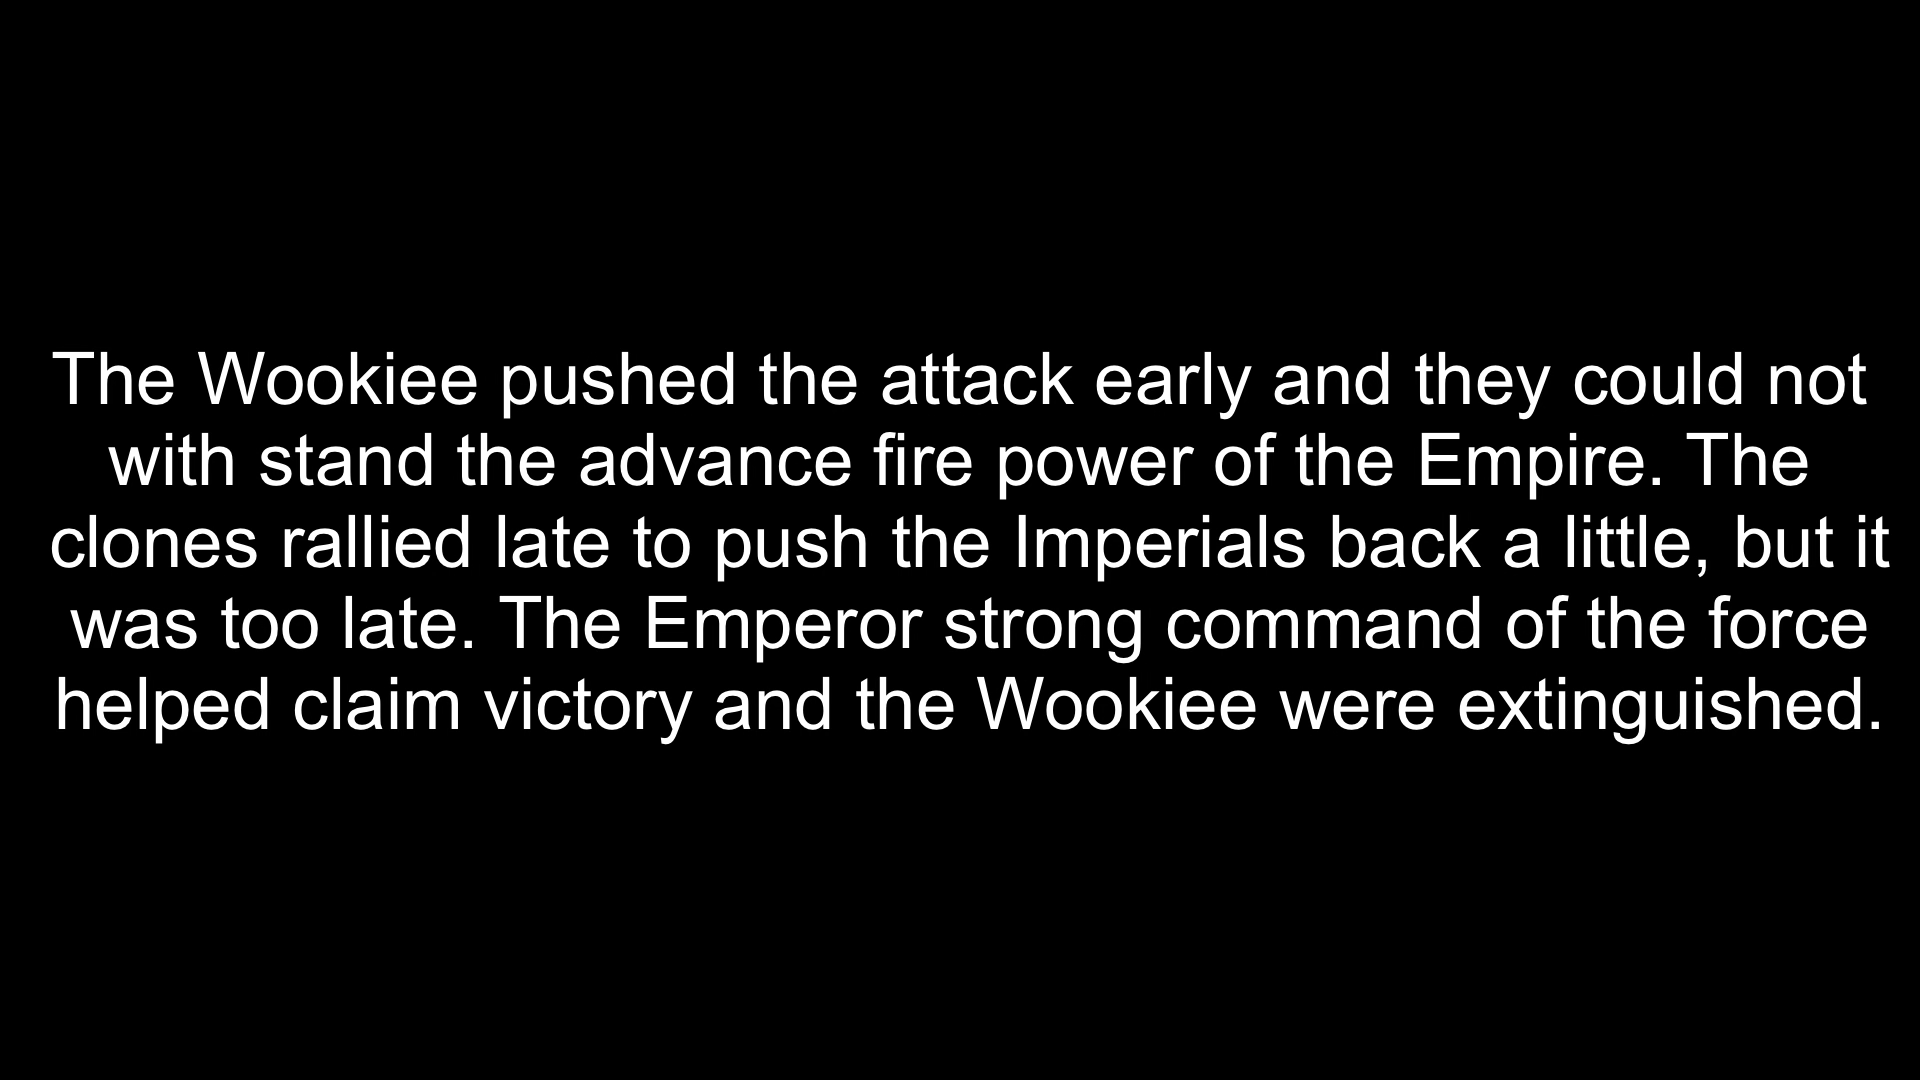 The Wookiee pushed the attack early and they could not
with stand the advance fire power of the Empire. The
clones rallied late to push the Imperials back a little, but it
was too late. The Emperor strong command of the force
helped claim victory and the Wookiee were extinguished.